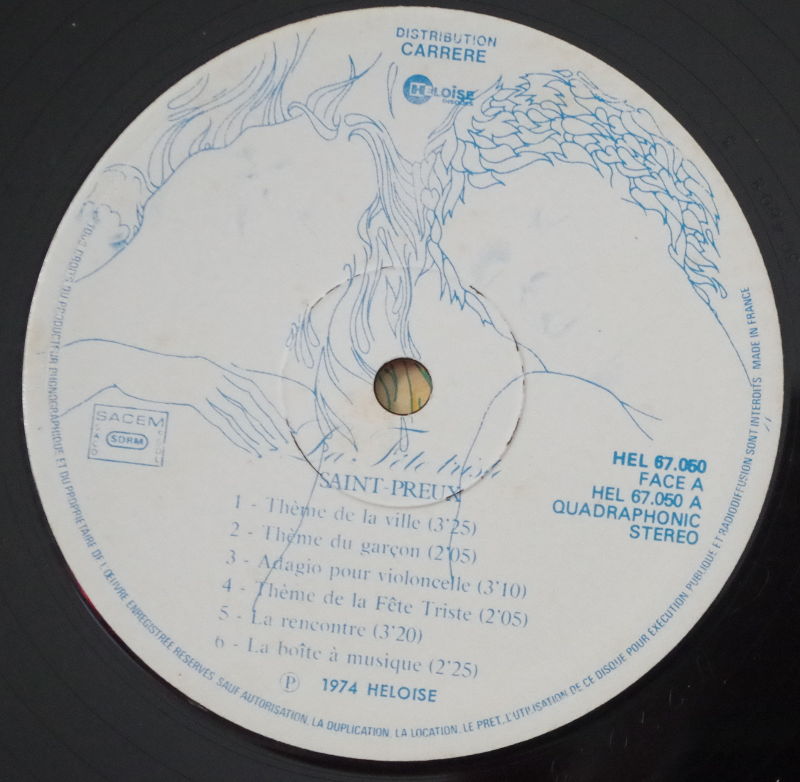 DISTRIBUTION
CARRERE
HELOÏSE
La Fête triste
SAINT-PREUX
1 - Thème de la ville (3'25)
2 - Thème du garçon (2'05)
3 - Adagio pour violoncelle (3'10)
4 - Thème de la Fête Triste (2'05)
5 - La rencontre (3'20)
6 - La boîte à musique (2'25)
Ⓟ 1974 HELOISE
SACEM
SDRM
HEL 67.050
FACE A
HEL 67.050 A
QUADRAPHONIC
STEREO
TOUS DROITS DU PRODUCTEUR PHONOGRAPHIQUE ET DU PROPRIETAIRE DE L'ŒUVRE ENREGISTREE RESERVES. SAUF AUTORISATION, LA DUPLICATION, LA LOCATION, LE PRET, L'UTILISATION DE CE DISQUE POUR EXECUTION PUBLIQUE ET RADIODIFFUSION SONT INTERDITS MADE IN FRANCE